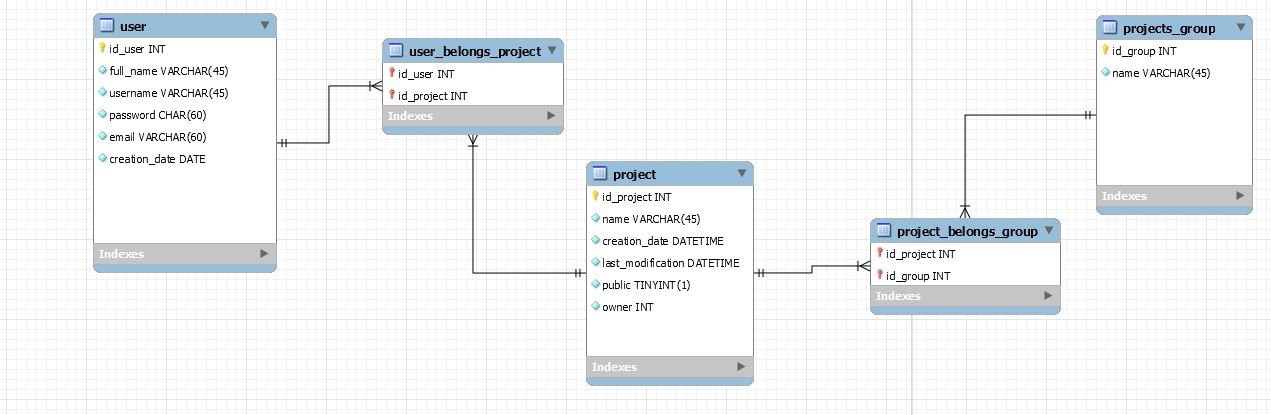 user
id_user INT
full_name VARCHAR(45)
username VARCHAR(45)
password CHAR(60)
email VARCHAR(60)
creation_date DATE
Indexes
user_belongs_project
id_user INT
id_project INT
Indexes
project
id_project INT
name VARCHAR(45)
creation_date DATETIME
last_modification DATETIME
public TINYINT(1)
owner INT
Indexes
project_belongs_group
id_project INT
id_group INT
Indexes
projects_group
id_group INT
name VARCHAR(45)
Indexes